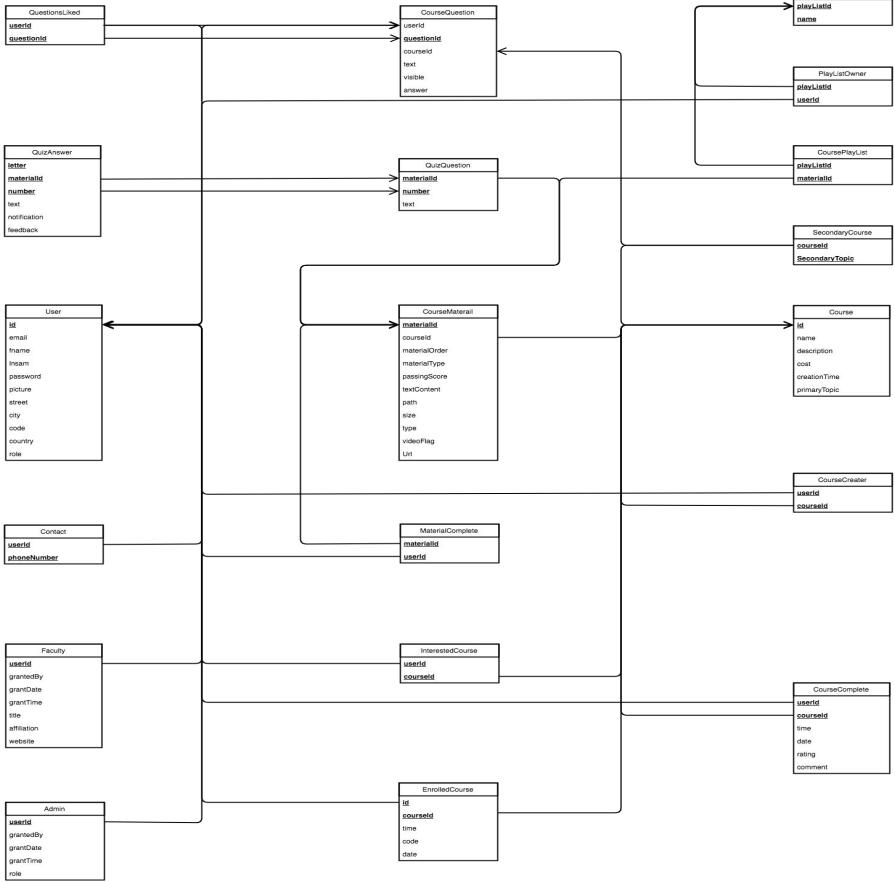 QuestionsLiked
userId
questionId
CourseQuestion
userId
questionId
courseId
text
visible
answer
playListId
name
PlayListOwner
playListId
userId
QuizAnswer
letter
materialId
number
text
notification
feedback
QuizQuestion
materialId
number
text
CoursePlayList
playListId
materialId
SecondaryCourse
courseId
SecondaryTopic
User
id
email
fname
lnsam
password
picture
street
city
code
country
role
CourseMaterail
materialId
courseId
materialOrder
materialType
passingScore
textContent
path
size
type
videoFlag
Url
Course
id
name
description
cost
creationTime
primaryTopic
CourseCreater
userId
courseId
Contact
userId
phoneNumber
MaterialComplete
materialId
userId
Faculty
userId
grantedBy
grantDate
grantTime
title
affiliation
website
InterestedCourse
userId
courseId
CourseComplete
userId
courseId
time
date
rating
comment
Admin
userId
grantedBy
grantDate
grantTime
role
EnrolledCourse
id
courseId
time
code
date